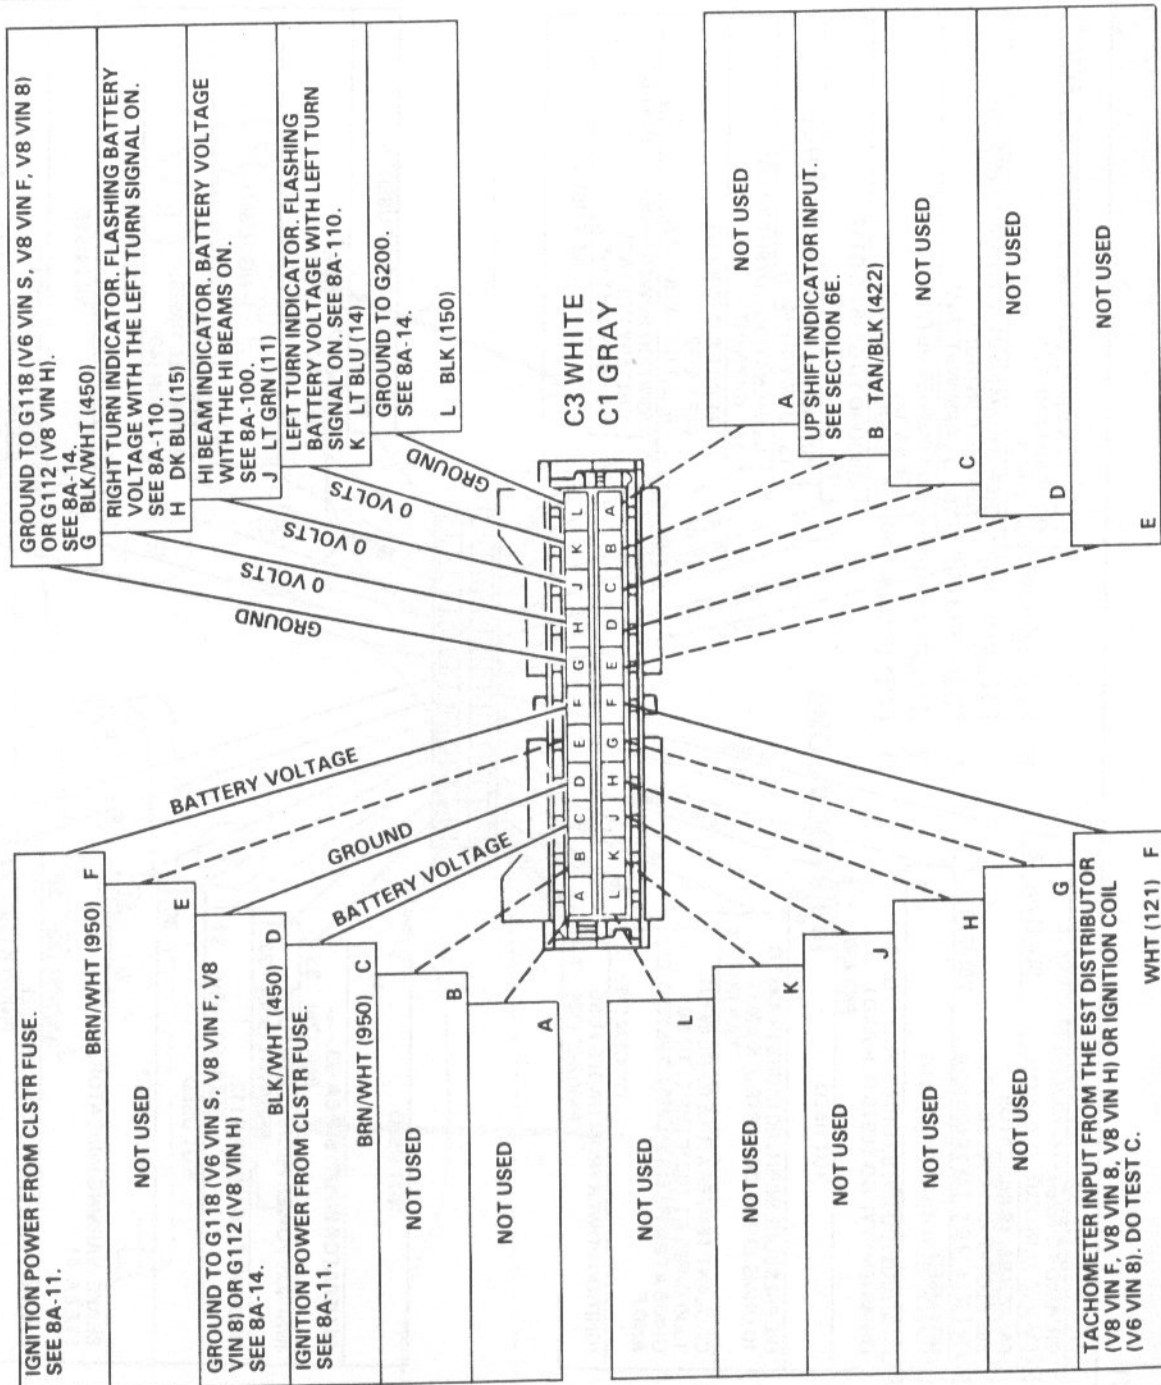 IGNITION POWER FROM CLSTR FUSE.
SEE 8A-11.
BRN/WHT (950) F
NOT USED
E
GROUND TO G118 (V6 VIN S, V8 VIN F, V8
VIN 8) OR G112 (V8 VIN H)
SEE 8A-14.
BLK/WHT (450) D
IGNITION POWER FROM CLSTR FUSE.
SEE 8A-11.
BRN/WHT (950) C
NOT USED
B
NOT USED
A
BATTERY VOLTAGE
GROUND
BATTERY VOLTAGE
GROUND TO G118 (V6 VIN S, V8 VIN F, V8 VIN 8)
OR G112 (V8 VIN H).
SEE 8A-14.
G BLK/WHT (450)
RIGHT TURN INDICATOR. FLASHING BATTERY
VOLTAGE WITH THE LEFT TURN SIGNAL ON.
SEE 8A-110.
H DK BLU (15)
HI BEAM INDICATOR. BATTERY VOLTAGE
WITH THE HI BEAMS ON.
SEE 8A-100.
J LT GRN (11)
LEFT TURN INDICATOR. FLASHING
BATTERY VOLTAGE WITH LEFT TURN
SIGNAL ON. SEE 8A-110.
K LT BLU (14)
GROUND TO G200.
SEE 8A-14.
L BLK (150)
GROUND
0 VOLTS
0 VOLTS
0 VOLTS
GROUND
A B C D E F G H J K L
L K J H G F E D C B A
C3 WHITE
C1 GRAY
NOT USED
L
NOT USED
K
NOT USED
J
NOT USED
H
NOT USED
G
TACHOMETER INPUT FROM THE EST DISTRIBUTOR
(V8 VIN F, V8 VIN 8, V8 VIN H) OR IGNITION COIL
(V6 VIN 8). DO TEST C.
WHT (121) F
NOT USED
A
UP SHIFT INDICATOR INPUT.
SEE SECTION 6E.
B TAN/BLK (422)
NOT USED
C
NOT USED
D
NOT USED
E